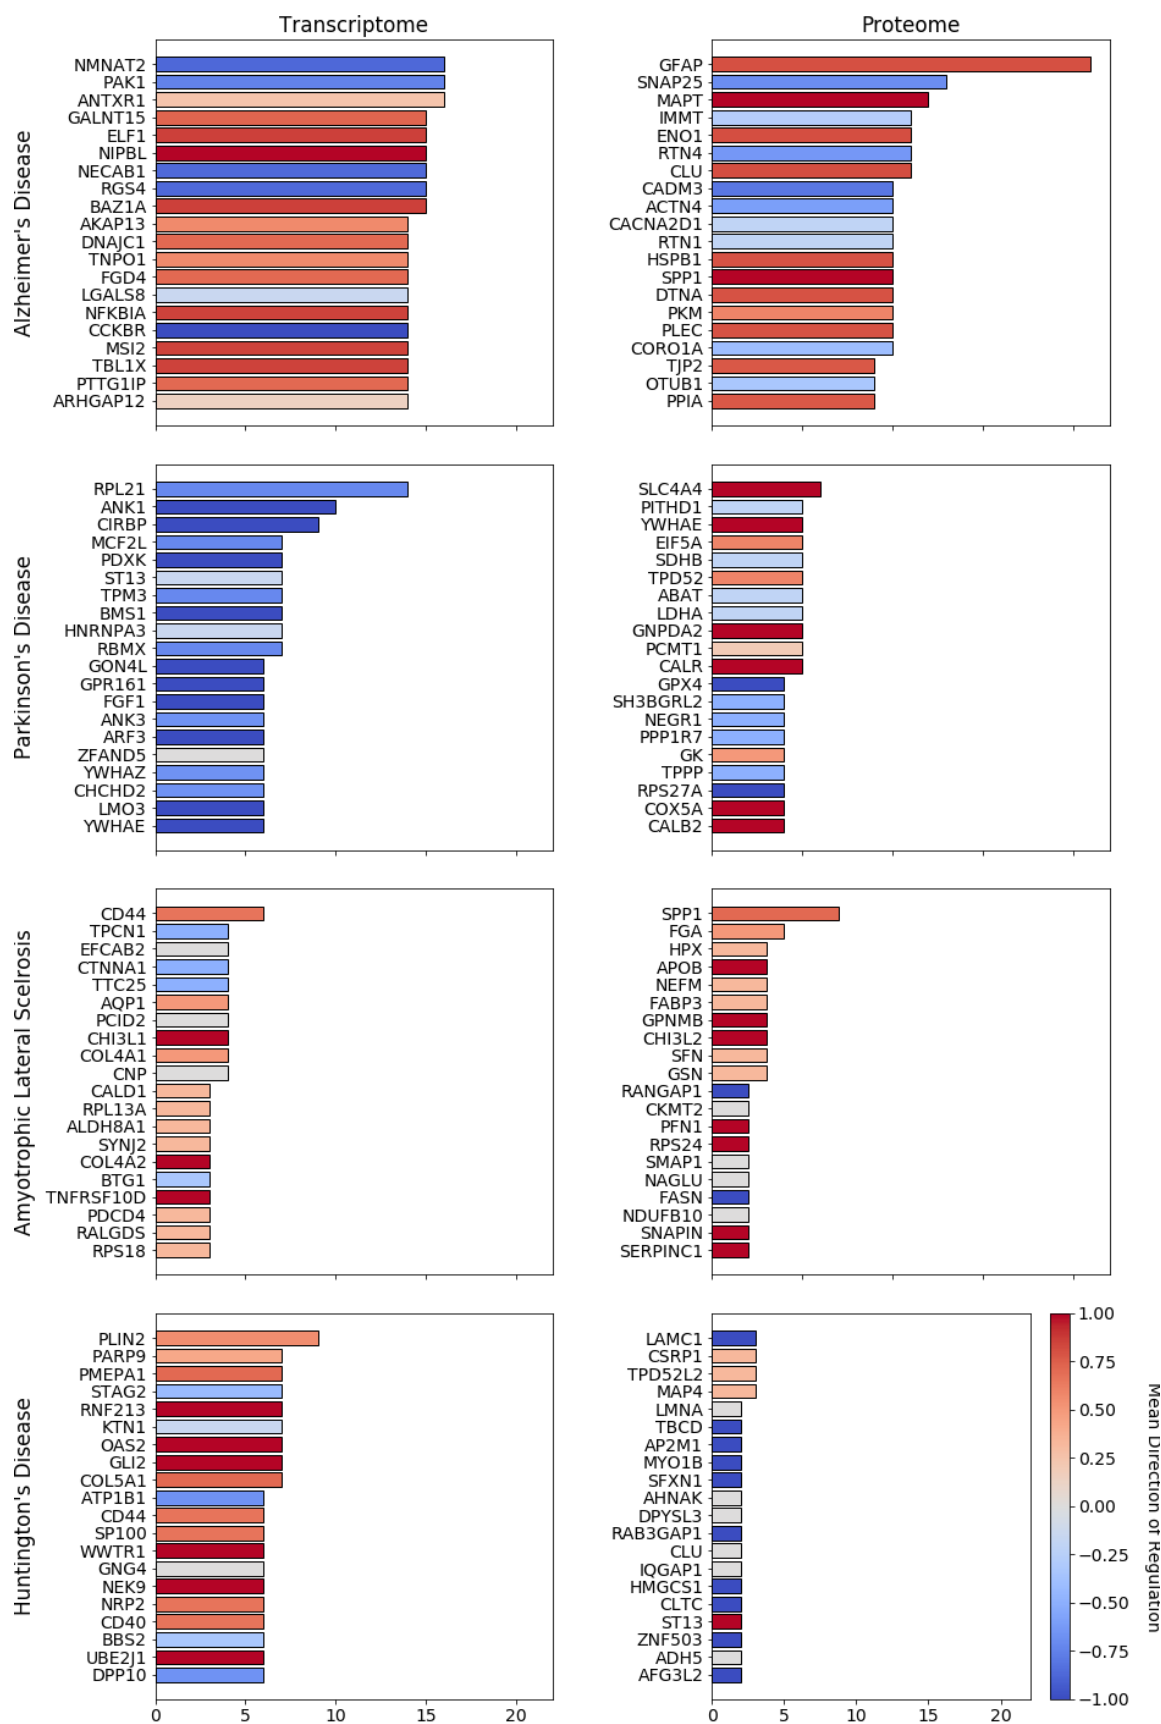 Transcriptome
Proteome
Alzheimer's Disease
NMNAT2
PAK1
ANTXR1
GALNT15
ELF1
NIPBL
NECAB1
RGS4
BAZ1A
AKAP13
DNAJC1
TNPO1
FGD4
LGALS8
NFKBIA
CCKBR
MSI2
TBL1X
PTTG1IP
ARHGAP12
GFAP
SNAP25
MAPT
IMMT
ENO1
RTN4
CLU
CADM3
ACTN4
CACNA2D1
RTN1
HSPB1
SPP1
DTNA
PKM
PLEC
CORO1A
TJP2
OTUB1
PPIA
Parkinson's Disease
RPL21
ANK1
CIRBP
MCF2L
PDXK
ST13
TPM3
BMS1
HNRNPA3
RBMX
GON4L
GPR161
FGF1
ANK3
ARF3
ZFAND5
YWHAZ
CHCHD2
LMO3
YWHAE
SLC4A4
PITHD1
YWHAE
EIF5A
SDHB
TPD52
ABAT
LDHA
GNPDA2
PCMT1
CALR
GPX4
SH3BGRL2
NEGR1
PPP1R7
GK
TPPP
RPS27A
COX5A
CALB2
Amyotrophic Lateral Scelrosis
CD44
TPCN1
EFCAB2
CTNNA1
TTC25
AQP1
PCID2
CHI3L1
COL4A1
CNP
CALD1
RPL13A
ALDH8A1
SYNJ2
COL4A2
BTG1
TNFRSF10D
PDCD4
RALGDS
RPS18
SPP1
FGA
HPX
APOB
NEFM
FABP3
GPNMB
CHI3L2
SFN
GSN
RANGAP1
CKMT2
PFN1
RPS24
SMAP1
NAGLU
FASN
NDUFB10
SNAPIN
SERPINC1
Huntington's Disease
PLIN2
PARP9
PMEPA1
STAG2
RNF213
KTN1
OAS2
GLI2
COL5A1
ATP1B1
CD44
SP100
WWTR1
GNG4
NEK9
NRP2
CD40
BBS2
UBE2J1
DPP10
0 5 10 15 20
LAMC1
CSRP1
TPD52L2
MAP4
LMNA
TBCD
AP2M1
MYO1B
SFXN1
AHNAK
DPYSL3
RAB3GAP1
CLU
IQGAP1
HMGCS1
CLTC
ST13
ZNF503
ADH5
AFG3L2
0 5 10 15 20
1.00
0.75
0.50
0.25
0.00
−0.25
−0.50
−0.75
−1.00
Mean Direction of Regulation